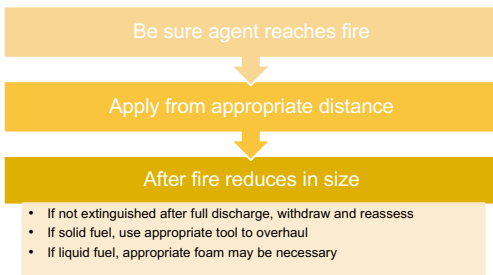 Be sure agent reaches fire
Apply from appropriate distance
After fire reduces in size
• If not extinguished after full discharge, withdraw and reassess
• If solid fuel, use appropriate tool to overhaul
• If liquid fuel, appropriate foam may be necessary